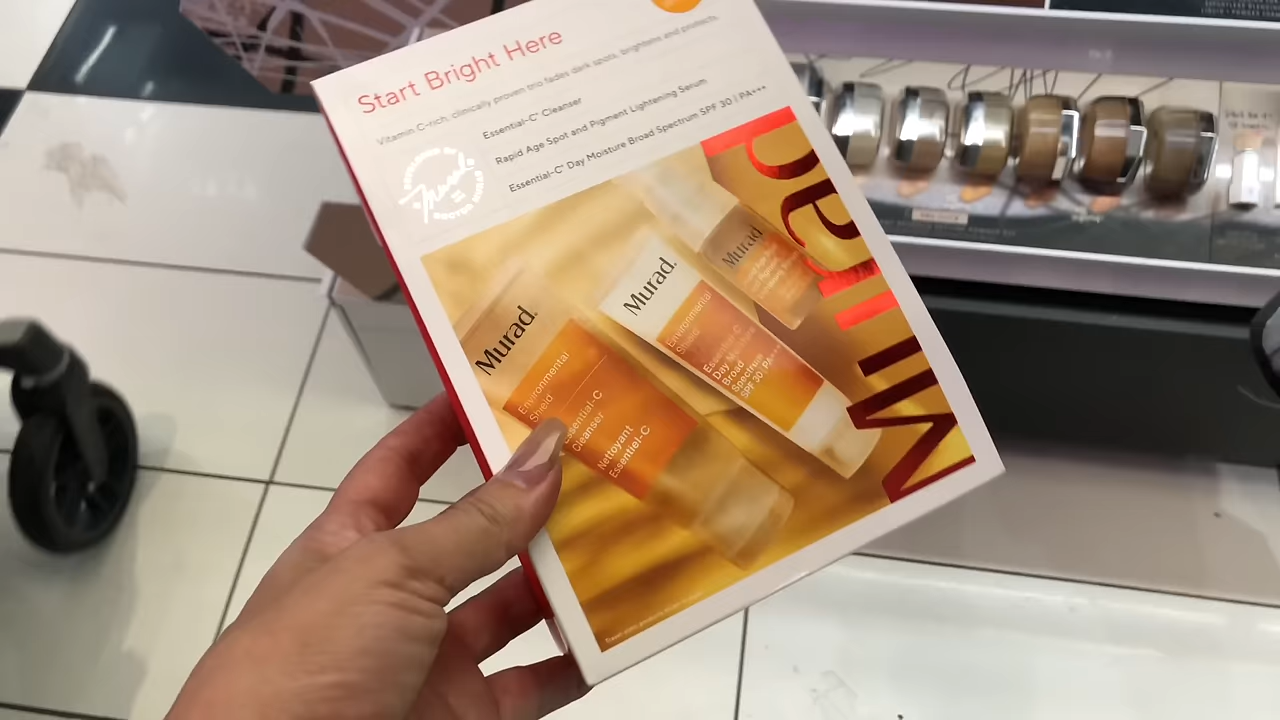 Start Bright Here
Vitamin C-rich, clinically proven trio fades dark spots, brightens and protects
Essential-C® Cleanser
Rapid Age Spot and Pigment Lightening Serum
Essential-C® Day Moisture Broad Spectrum SPF 30 | PA+++
Murad
Murad.
Environmental
Shield
Essential-C
Cleanser
Nettoyant
Essentiel-C
Murad.
Environmental
Shield
Essential-C
Day Moisture
Broad
Spectrum
SPF 30 PA+++
Murad
Murad